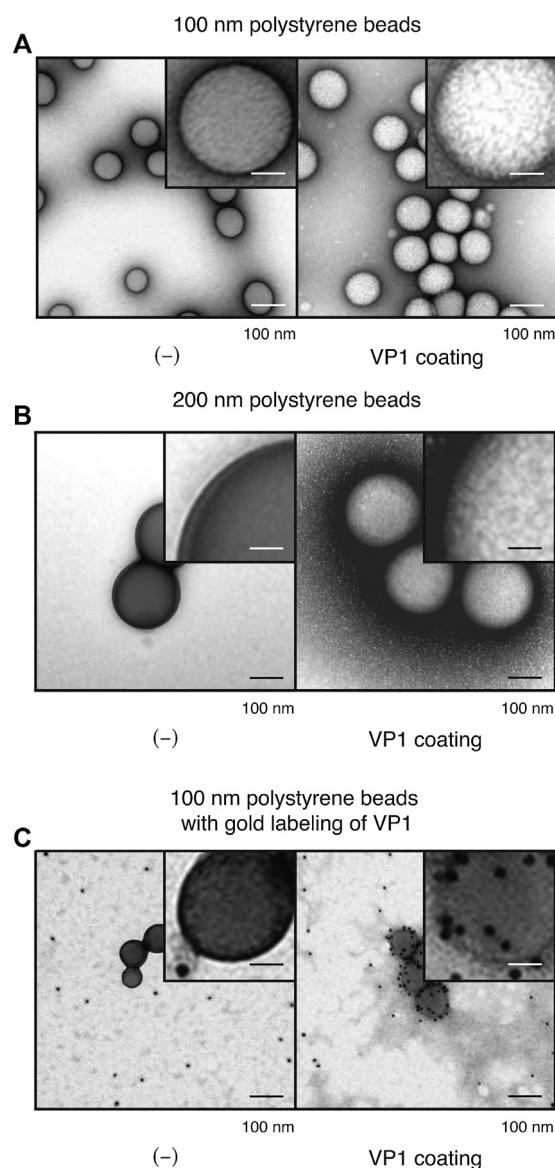 100 nm polystyrene beads
A
100 nm
100 nm
(–)
VP1 coating
200 nm polystyrene beads
B
100 nm
100 nm
(–)
VP1 coating
100 nm polystyrene beads
with gold labeling of VP1
C
100 nm
100 nm
(–)
VP1 coating